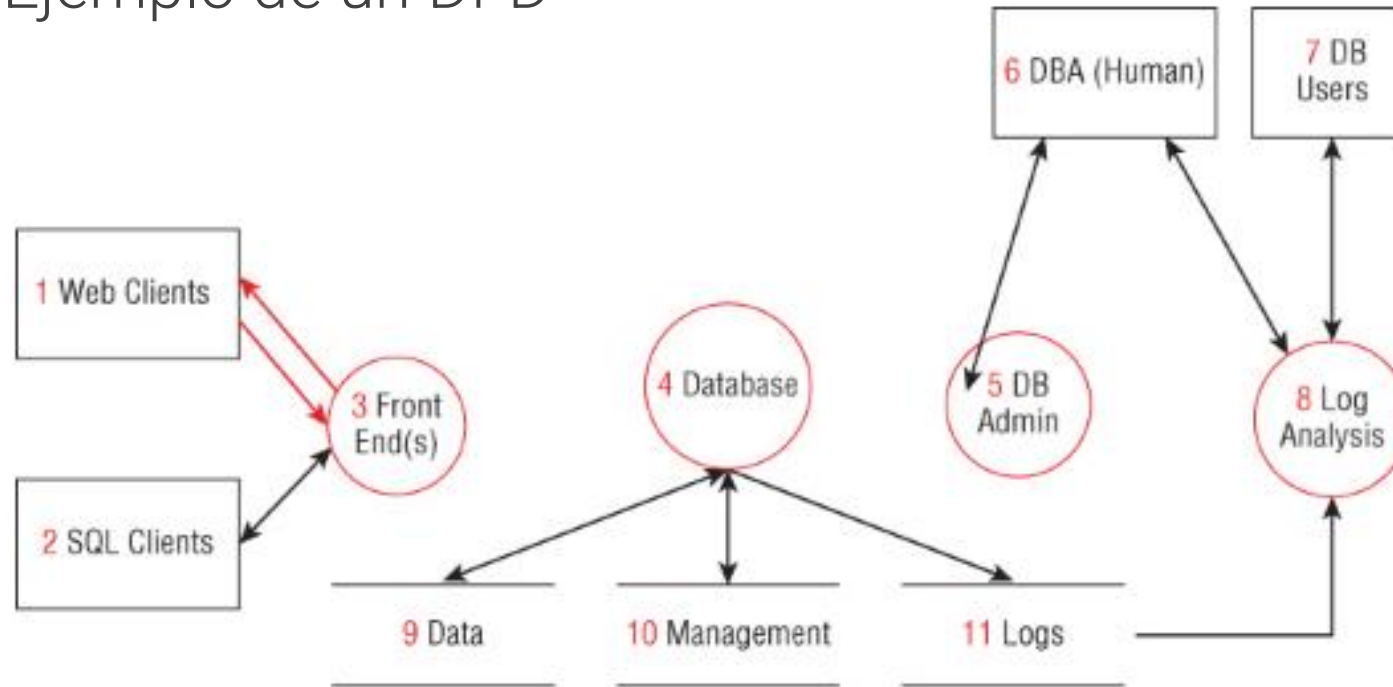 Ejemplo de un DFD
6 DBA (Human)
7 DB
Users
1 Web Clients
3 Front
End(s)
4 Database
5 DB
Admin
8 Log
Analysis
2 SQL Clients
9 Data
10 Management
11 Logs